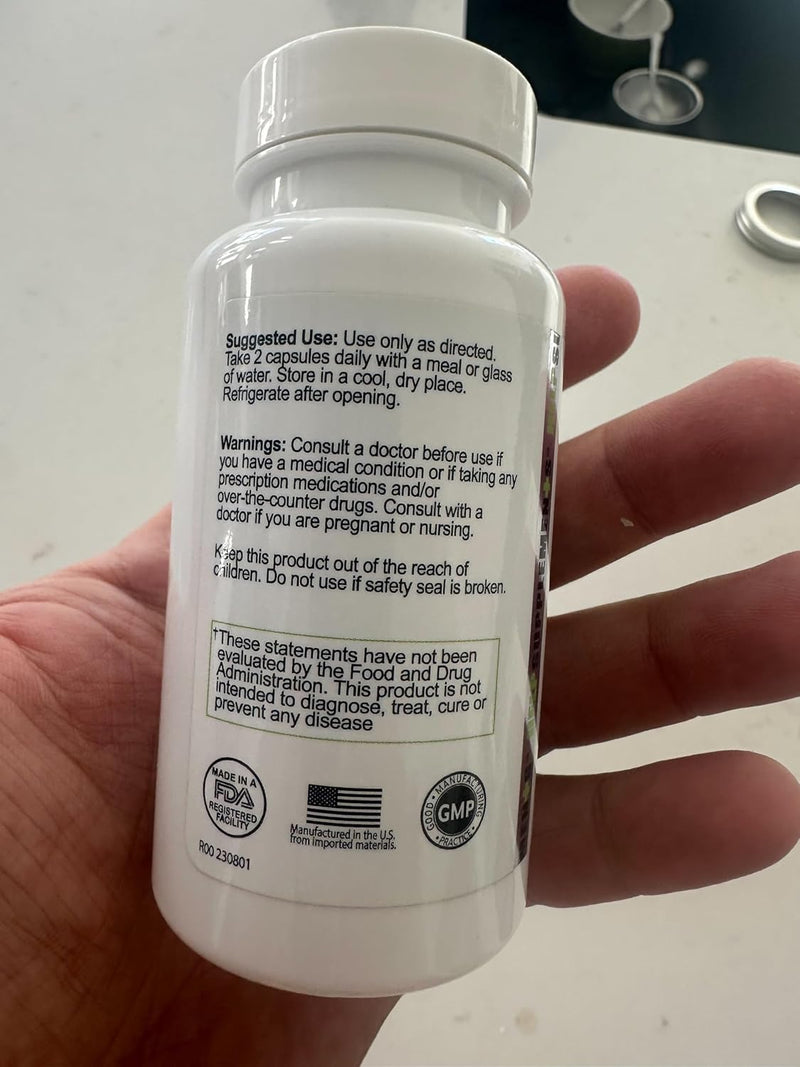 Suggested Use: Use only as directed.
Take 2 capsules daily with a meal or glass
of water. Store in a cool, dry place.
Refrigerate after opening.
Warnings: Consult a doctor before use if
you have a medical condition or if taking any
prescription medications and/or
over-the-counter drugs. Consult with a
doctor if you are pregnant or nursing.
Keep this product out of the reach of
children. Do not use if safety seal is broken.
†These statements have not been
evaluated by the Food and Drug
Administration. This product is not
intended to diagnose, treat, cure or
prevent any disease
MADE IN A
FDA
REGISTERED
FACILITY
Manufactured in the U.S.
from imported materials.
GOOD • MANUFACTURING
GMP
• PRACTICE •
R00 230801